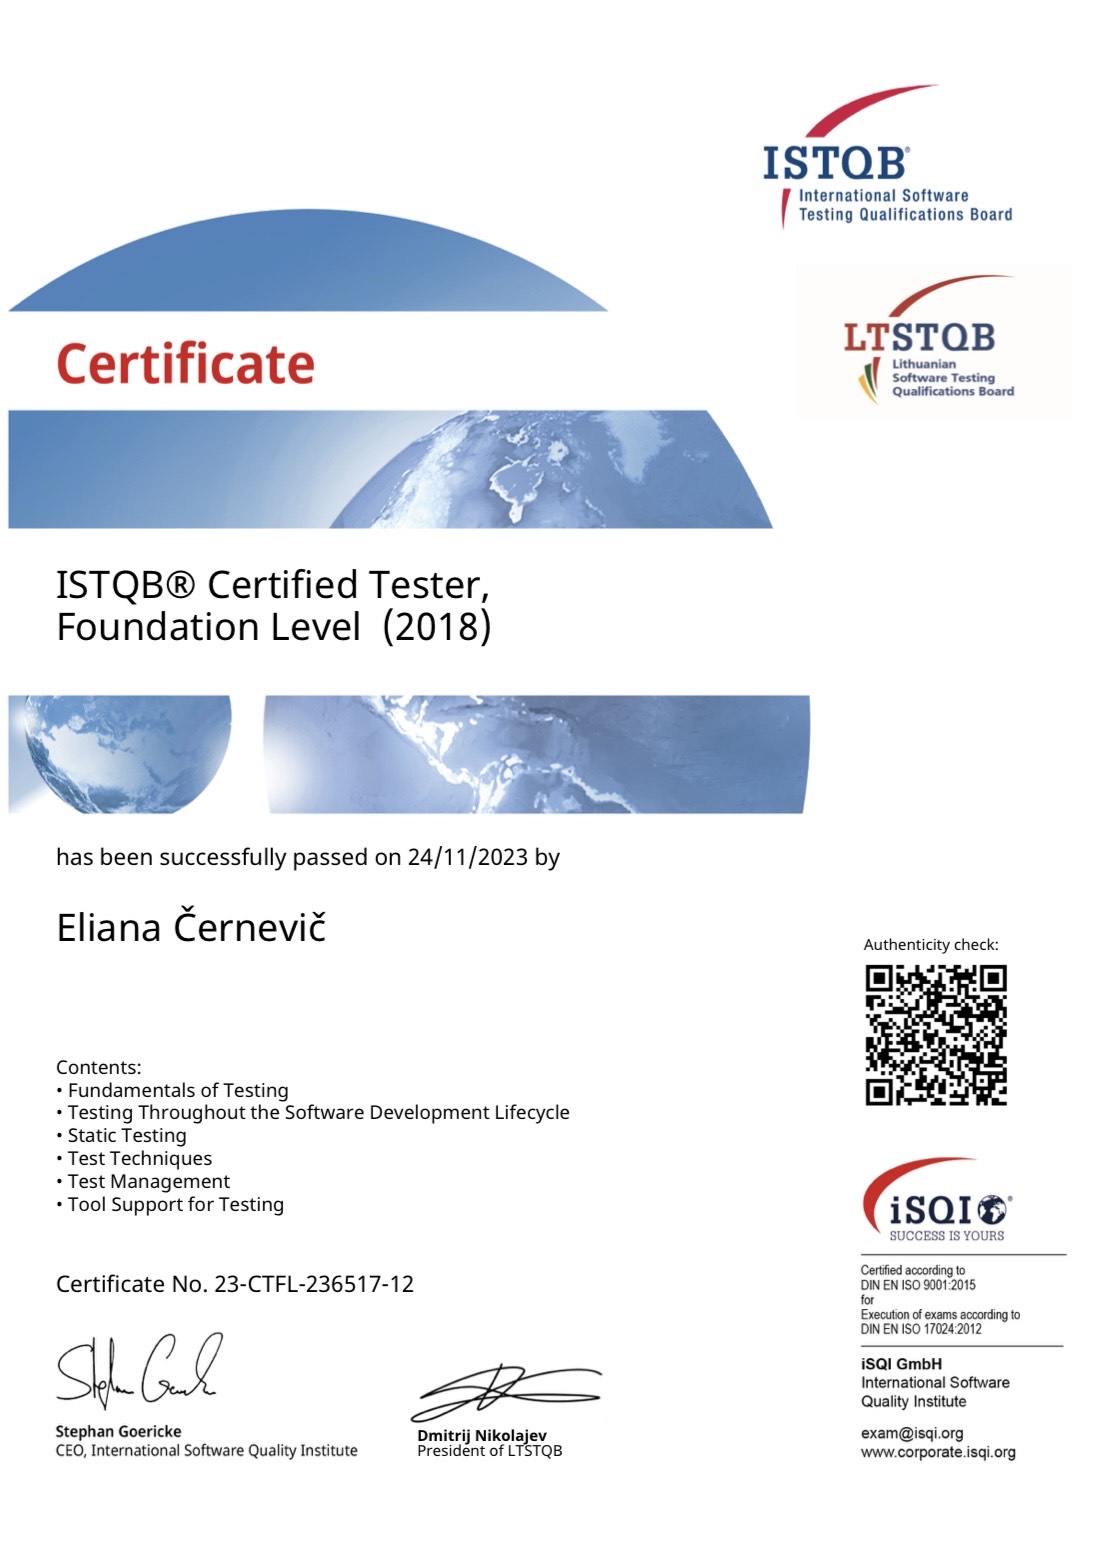 ISTQB®
International Software
Testing Qualifications Board
LTSTQB
Lithuanian
Software Testing
Qualifications Board
Certificate
ISTQB® Certified Tester,
Foundation Level (2018)
has been successfully passed on 24/11/2023 by
Eliana Černevič
Authenticity check:
Contents:
• Fundamentals of Testing
• Testing Throughout the Software Development Lifecycle
• Static Testing
• Test Techniques
• Test Management
• Tool Support for Testing
iSQI®
SUCCESS IS YOURS
Certified according to
DIN EN ISO 9001:2015
for
Execution of exams according to
DIN EN ISO 17024:2012
Certificate No. 23-CTFL-236517-12
Stephan Goericke
CEO, International Software Quality Institute
Dmitrij Nikolajev
President of LTSTQB
iSQI GmbH
International Software
Quality Institute
exam@isqi.org
www.corporate.isqi.org